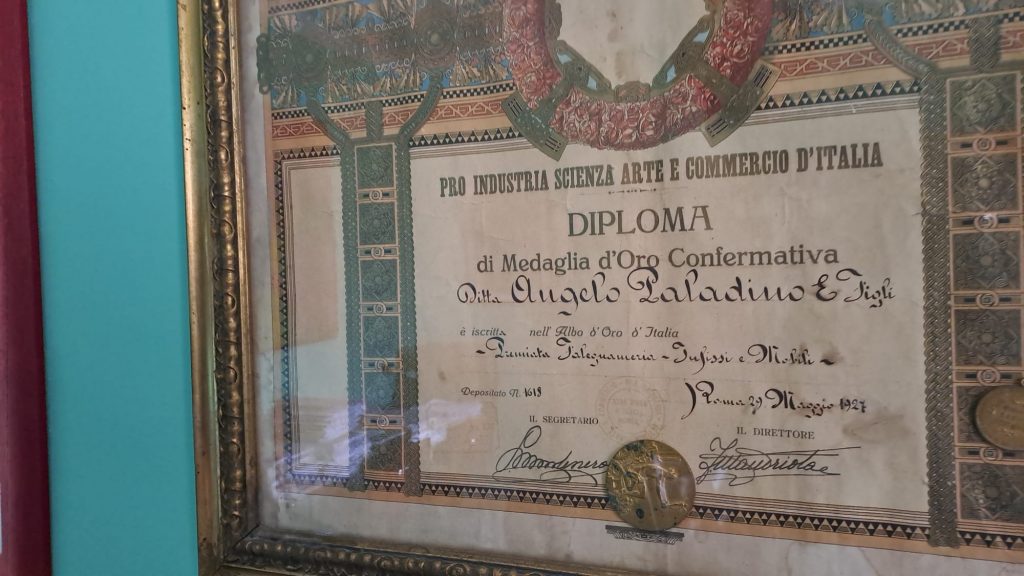 PRO INDUSTRIA SCIENZA ARTE E COMMERCIO D'ITALIA
DIPLOMA
di Medaglia d'Oro Confermativa
Ditta Angelo Paladino E Figli
è iscritta nell'Albo d'Oro d'Italia
- Premiata Falegnameria - Infissi e Mobili -
Depositato N. 1618
Roma 29 Maggio 1927
IL SEGRETARIO
IL DIRETTORE